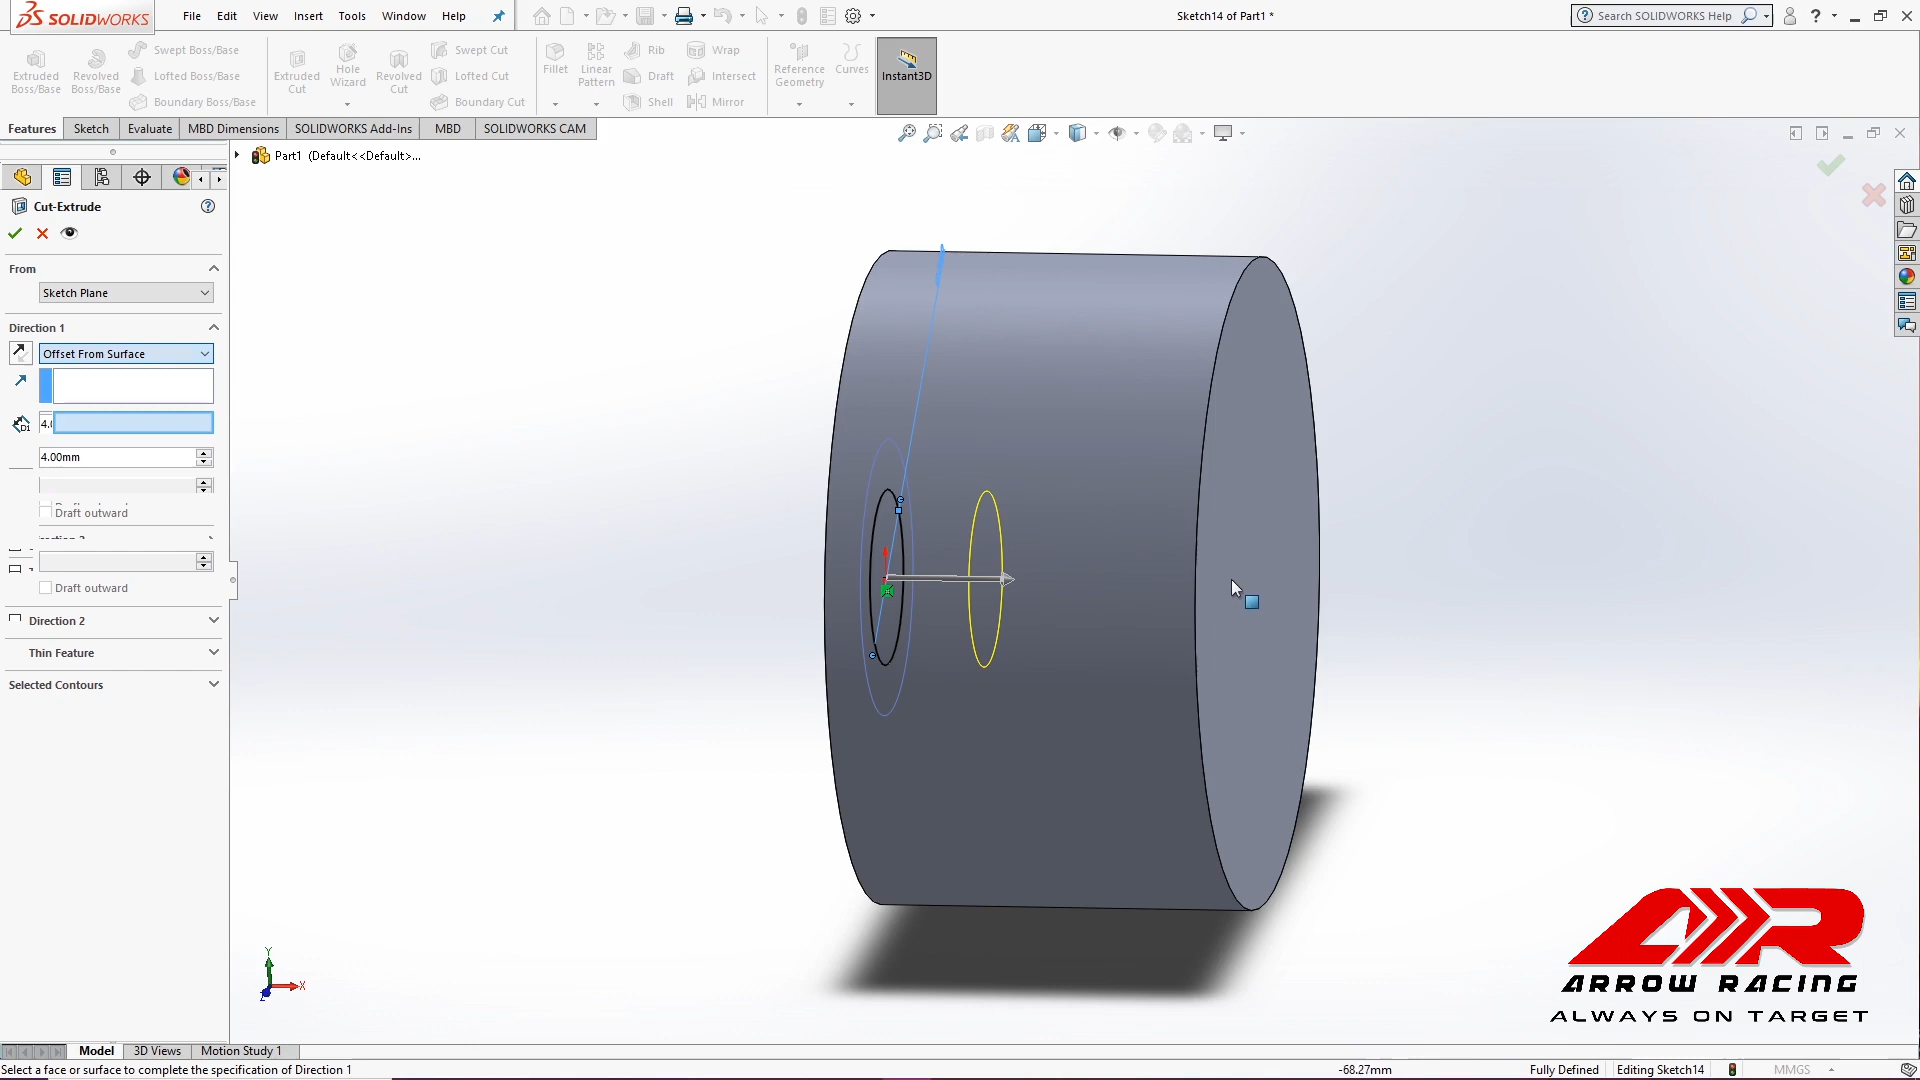 SOLIDWORKS
File Edit View Insert Tools Window Help
Sketch14 of Part1 *
Search SOLIDWORKS Help
Extruded Boss/Base
Revolved Boss/Base
Swept Boss/Base
Lofted Boss/Base
Boundary Boss/Base
Extruded Cut
Hole Wizard
Revolved Cut
Swept Cut
Lofted Cut
Boundary Cut
Fillet
Linear Pattern
Rib
Draft
Shell
Wrap
Intersect
Mirror
Reference Geometry
Curves
Instant3D
Features Sketch Evaluate MBD Dimensions SOLIDWORKS Add-Ins MBD SOLIDWORKS CAM
Part1 (Default<<Default>...
Cut-Extrude
From
Sketch Plane
Direction 1
Offset From Surface
D1
4.00mm
Draft outward
Draft outward
Direction 2
Thin Feature
Selected Contours
Y
X
Z
AR
ARROW RACING
ALWAYS ON TARGET
Model 3D Views Motion Study 1
Select a face or surface to complete the specification of Direction 1
-68.27mm
Fully Defined
Editing Sketch14
MMGS